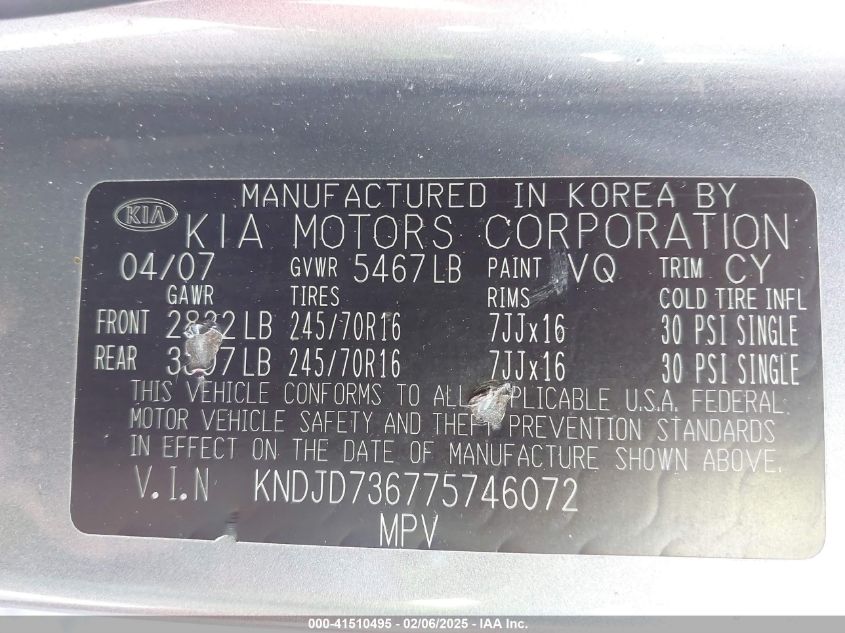 MANUFACTURED IN KOREA BY
KIA KIA MOTORS CORPORATION
04/07 GVWR 5467LB PAINT VQ TRIM CY
GAWR TIRES RIMS COLD TIRE INFL
FRONT 245/70R16 7JJx16 30 PSI SINGLE
REAR 245/70R16 7JJx16 30 PSI SINGLE
THIS VEHICLE CONFORMS TO ALL U.S.A. FEDERAL
MOTOR VEHICLE SAFETY AND THEFT PREVENTION STANDARDS
IN EFFECT ON THE DATE OF MANUFACTURE SHOWN ABOVE.
V.I.N KNDJD736775746072
MPV
000-41510495 - 02/06/2025 - IAA Inc.